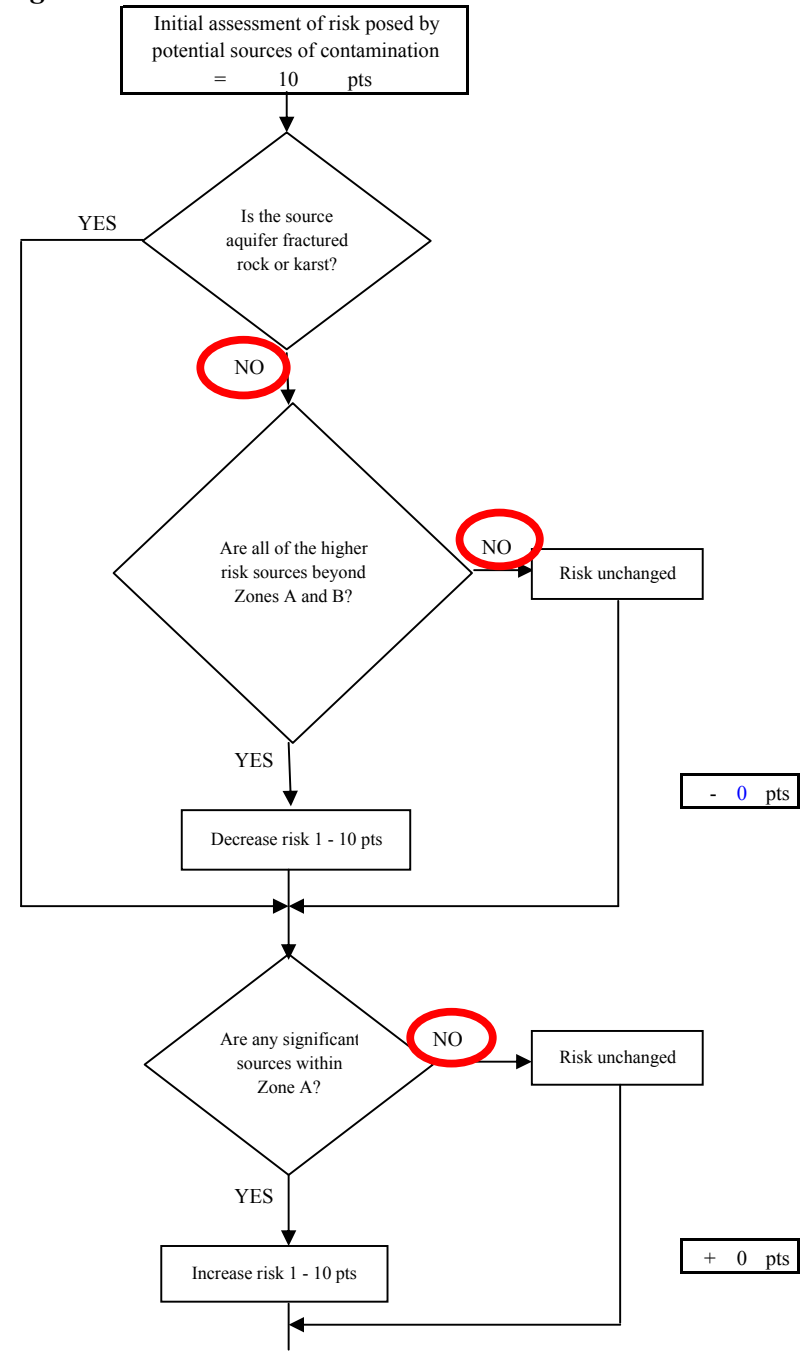 Initial assessment of risk posed by
potential sources of contamination
= 10 pts
YES
Is the source
aquifer fractured
rock or karst?
NO
Are all of the higher
risk sources beyond
Zones A and B?
NO
Risk unchanged
YES
- 0 pts
Decrease risk 1 - 10 pts
Are any significant
sources within
Zone A?
NO
Risk unchanged
YES
+ 0 pts
Increase risk 1 - 10 pts